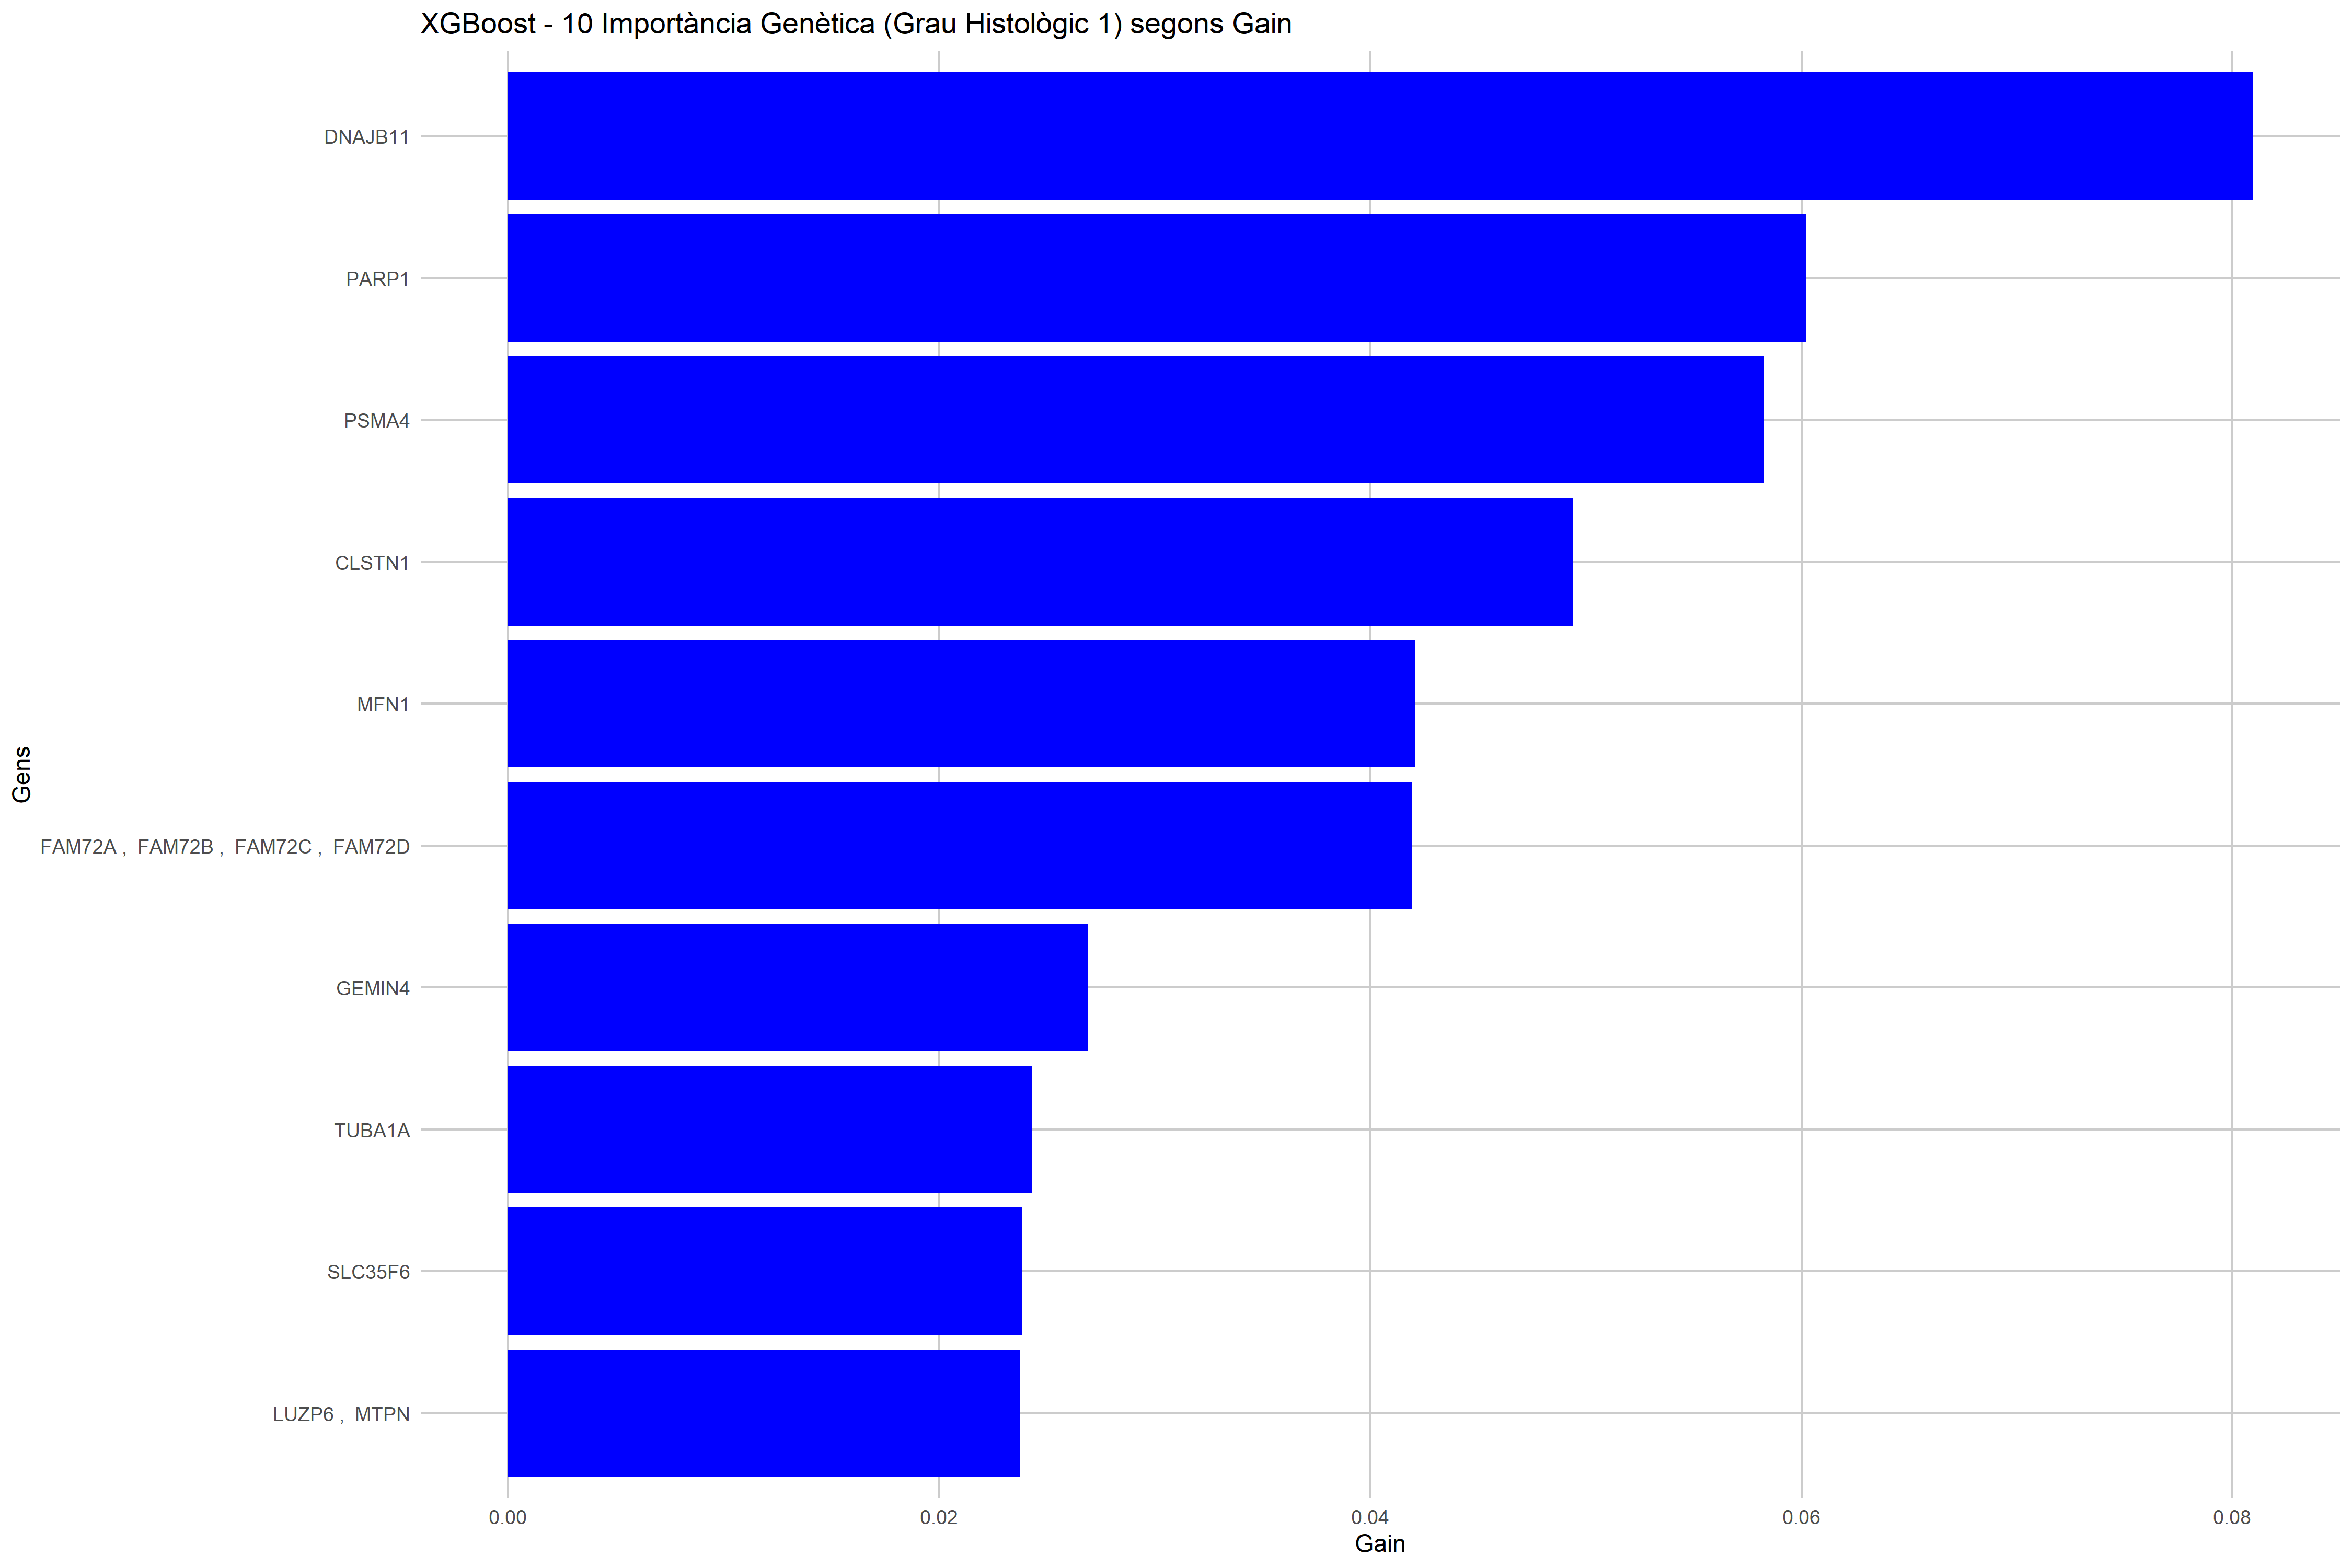 XGBoost - 10 Importància Genètica (Grau Histològic 1) segons Gain
Gens
DNAJB11
PARP1
PSMA4
CLSTN1
MFN1
FAM72A ,  FAM72B ,  FAM72C ,  FAM72D
GEMIN4
TUBA1A
SLC35F6
LUZP6 ,  MTPN
0.00 0.02 0.04 0.06 0.08
Gain